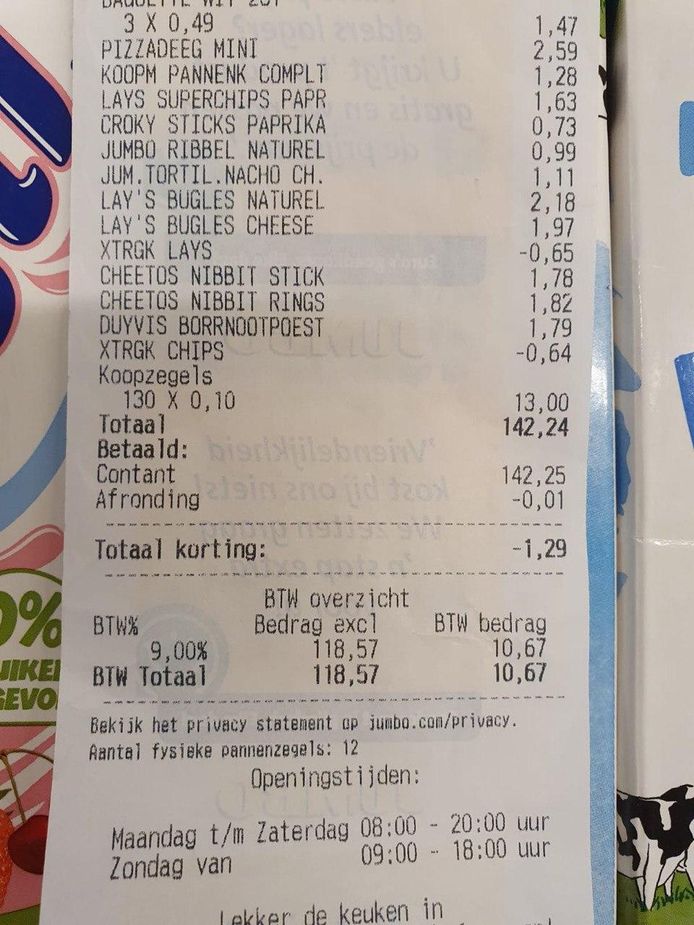 BAGUETTE WIT 2ST
3 X 0,49 1,47
PIZZADEEG MINI 2,59
KOOPM PANNENK COMPLT 1,28
LAYS SUPERCHIPS PAPR 1,63
CROKY STICKS PAPRIKA 0,73
JUMBO RIBBEL NATUREL 0,99
JUM.TORTIL.NACHO CH. 1,11
LAY'S BUGLES NATUREL 2,18
LAY'S BUGLES CHEESE 1,97
XTRGK LAYS -0,65
CHEETOS NIBBIT STICK 1,78
CHEETOS NIBBIT RINGS 1,82
DUYVIS BORRNOOTPOEST 1,79
XTRGK CHIPS -0,64
Koopzegels
130 X 0,10 13,00
Totaal 142,24
Betaald:
Contant 142,25
Afronding -0,01
Totaal korting: -1,29
BTW overzicht
BTW% Bedrag excl BTW bedrag
9,00% 118,57 10,67
BTW Totaal 118,57 10,67
Bekijk het privacy statement op jumbo.com/privacy.
Aantal fysieke pannenzegels: 12
Openingstijden:
Maandag t/m Zaterdag 08:00 - 20:00 uur
Zondag van 09:00 - 18:00 uur
Lekker de keuken in
0%